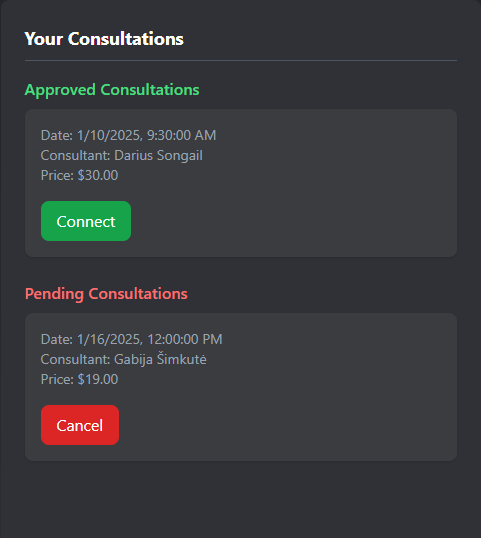 Your Consultations
Approved Consultations
Date: 1/10/2025, 9:30:00 AM
Consultant: Darius Songail
Price: $30.00
Connect
Pending Consultations
Date: 1/16/2025, 12:00:00 PM
Consultant: Gabija Šimkutė
Price: $19.00
Cancel